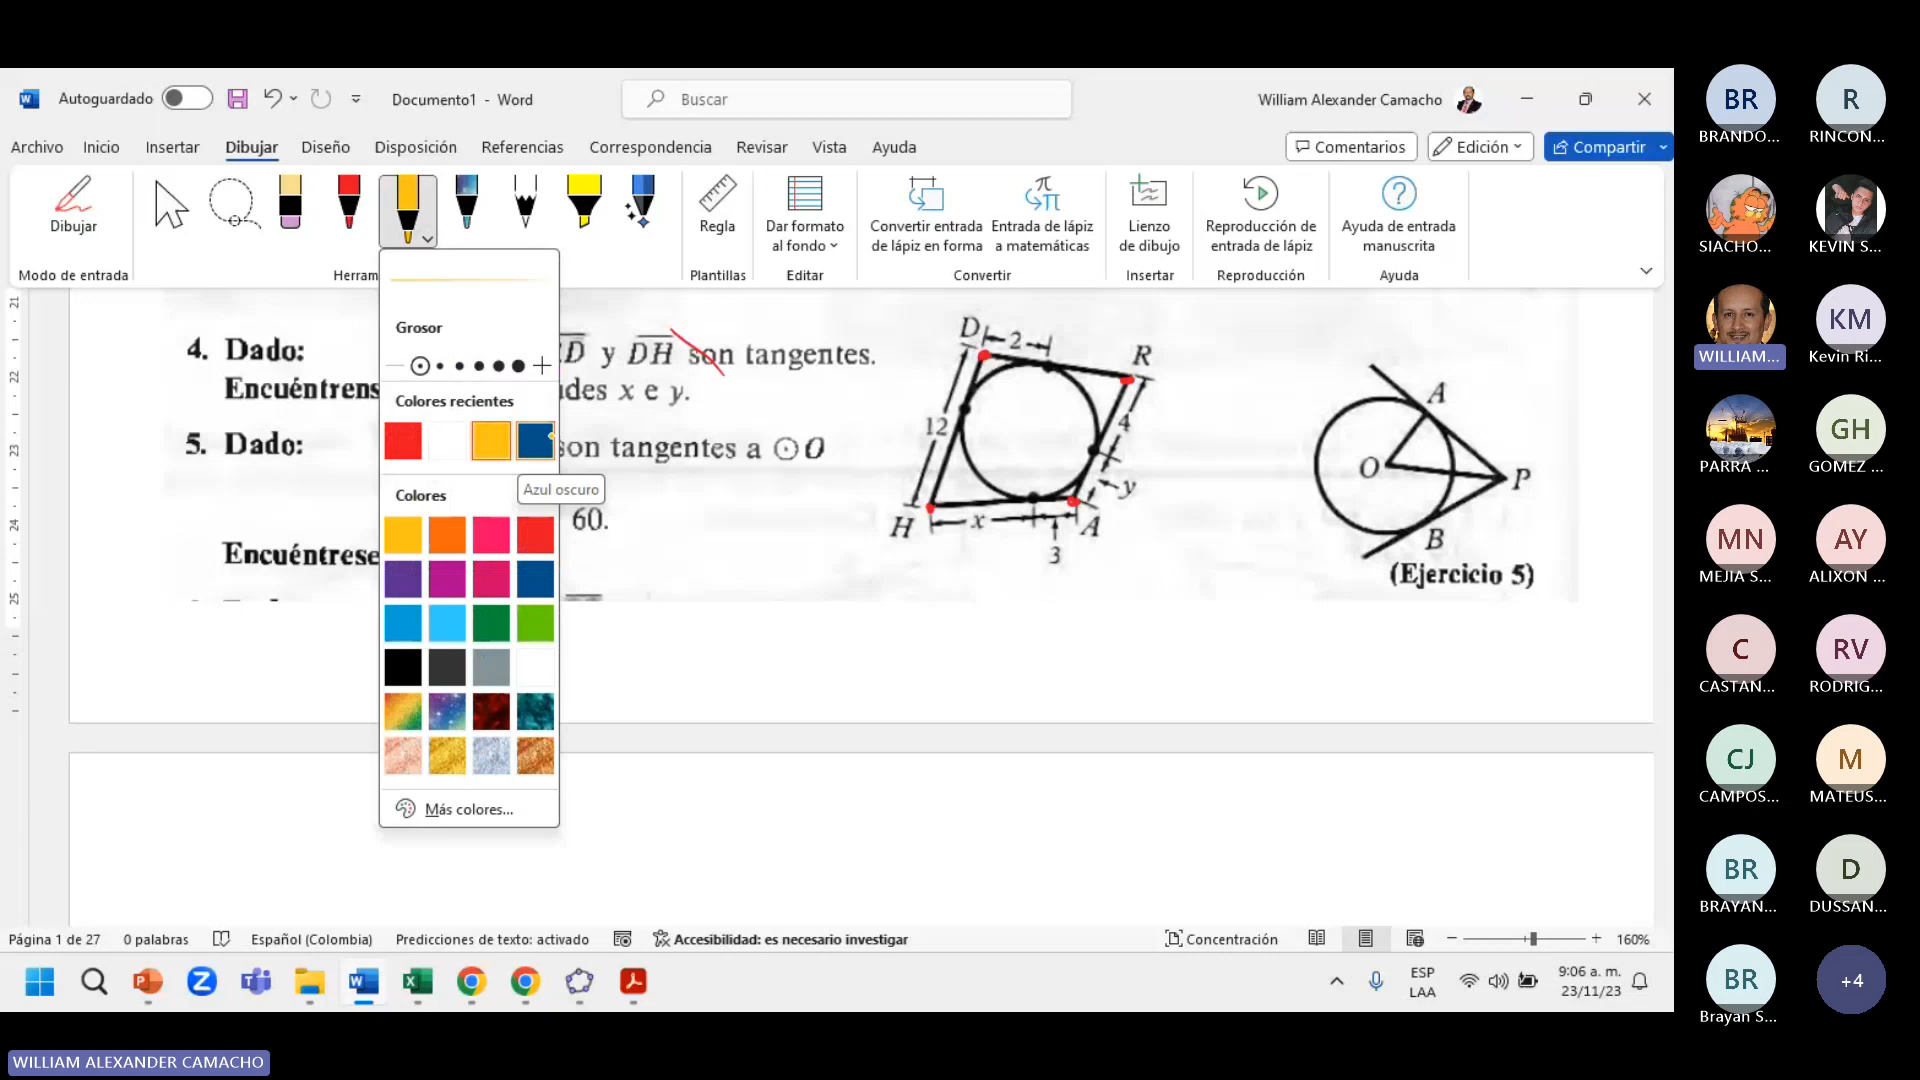 Autoguardado
Documento1 - Word
Buscar
William Alexander Camacho
Archivo Inicio Insertar Dibujar Diseño Disposición Referencias Correspondencia Revisar Vista Ayuda
Comentarios Edición Compartir
Dibujar
Regla
Dar formato al fondo
Convertir entrada de lápiz en forma
Entrada de lápiz a matemáticas
Lienzo de dibujo
Reproducción de entrada de lápiz
Ayuda de entrada manuscrita
Modo de entrada
Herram
Plantillas
Editar
Convertir
Insertar
Reproducción
Ayuda
Grosor
Colores recientes
Azul oscuro
Colores
Más colores...
21
22
23
24
25
4. Dado: D y DH son tangentes.
Encuéntrens des x e y.
5. Dado: son tangentes a ⊙O
60.
Encuéntrese
D 2 R
12 4
y
H x A
3
A
O P
B
(Ejercicio 5)
Página 1 de 27 0 palabras Español (Colombia) Predicciones de texto: activado Accesibilidad: es necesario investigar
Concentración 160%
ESP
LAA
9:06 a. m.
23/11/23
BR
BRANDO...
R
RINCON...
SIACHO...
KEVIN S...
WILLIAM...
KM
Kevin Ri...
PARRA ...
GH
GOMEZ ...
MN
MEJIA S...
AY
ALIXON ...
C
CASTAN...
RV
RODRIG...
CJ
CAMPOS...
M
MATEUS...
BR
BRAYAN...
D
DUSSAN...
BR
Brayan S...
+4
WILLIAM ALEXANDER CAMACHO